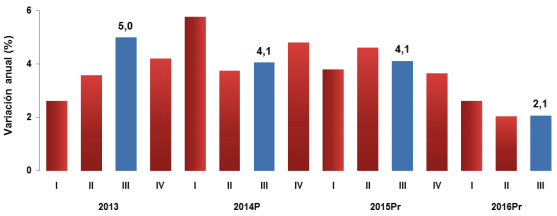 Variación anual (%)
6
4
2
0
5,0
4,1
4,1
2,1
I II III IV I II III IV I II III IV I II III
2013 2014P 2015Pr 2016Pr